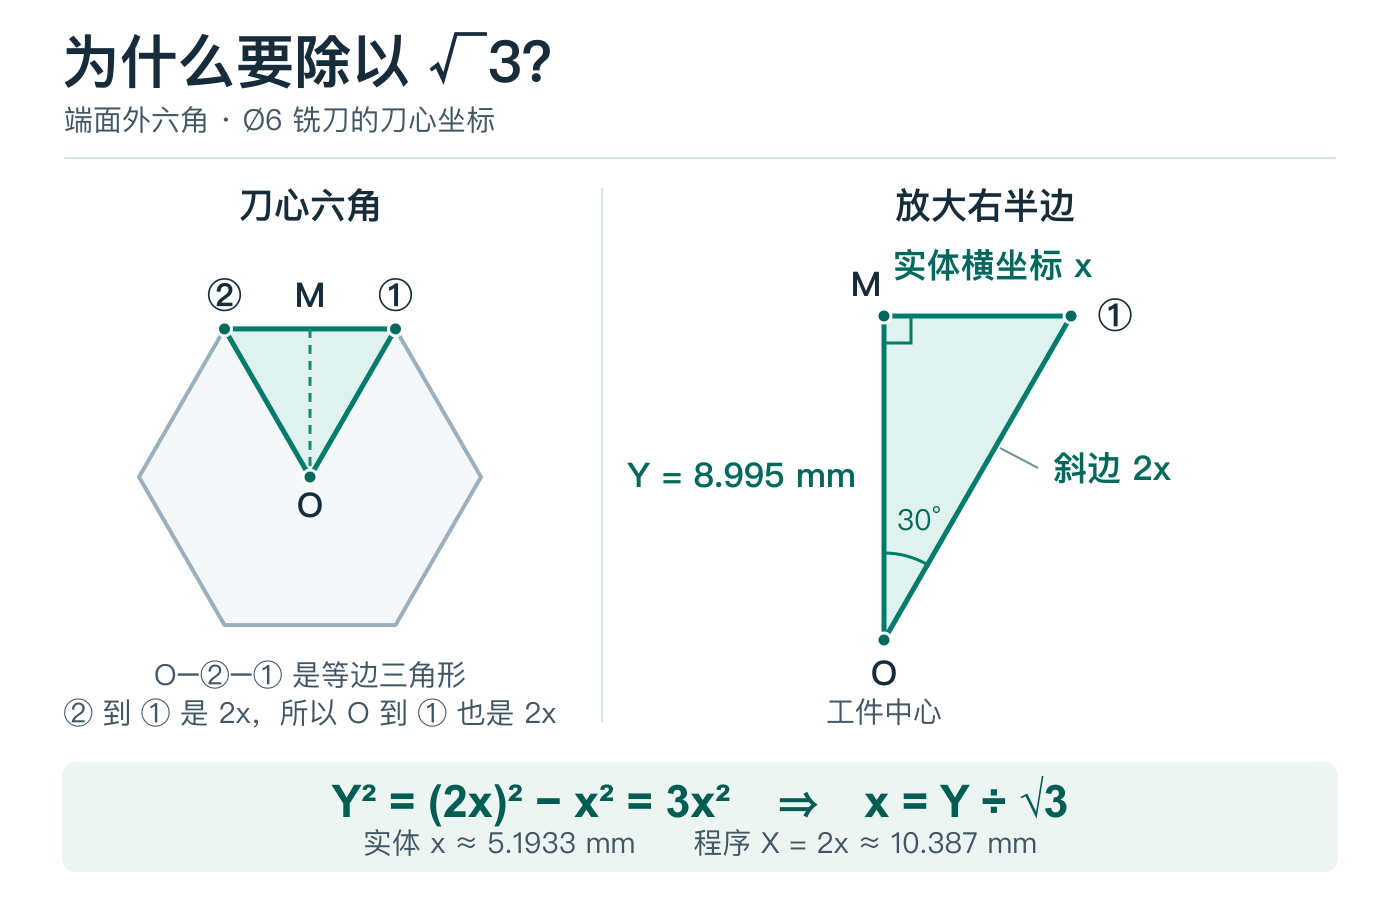 为什么要除以 √3?
端面外六角 · Ø6 铣刀的刀心坐标
刀心六角
② M ①
O
O—②—① 是等边三角形
② 到 ① 是 2x，所以 O 到 ① 也是 2x
放大右半边
实体横坐标 x
M
①
Y = 8.995 mm
斜边 2x
30°
O
工件中心
Y² = (2x)² − x² = 3x² ⇒ x = Y ÷ √3
实体 x ≈ 5.1933 mm 程序 X = 2x ≈ 10.387 mm